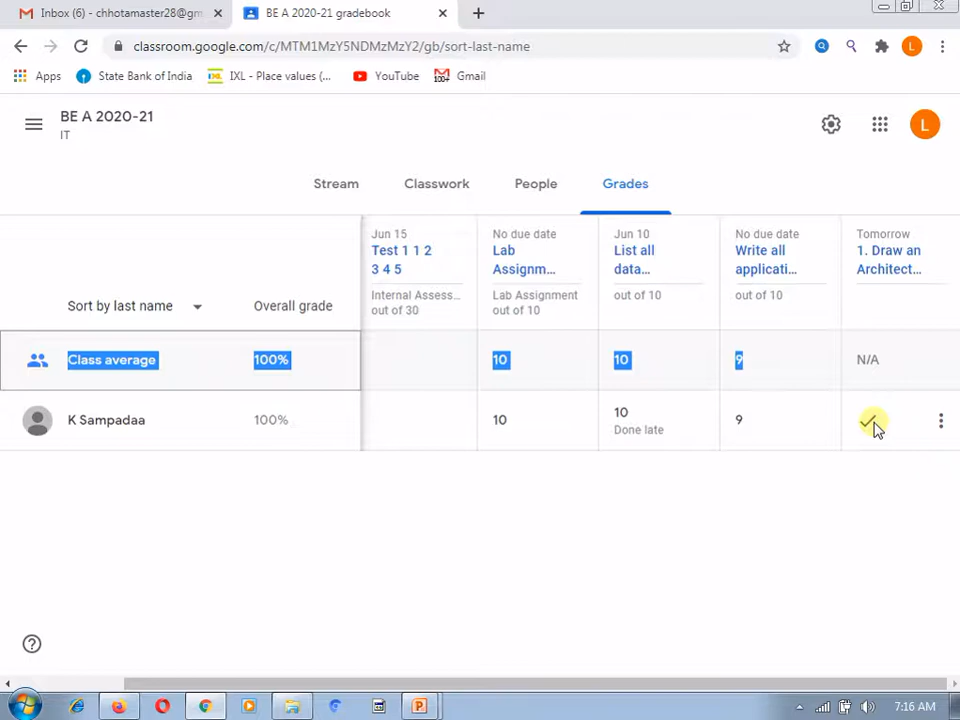 Inbox (6) - chhotamaster28@gm
BE A 2020-21 gradebook
classroom.google.com/c/MTM1MzY5NDMzMzY2/gb/sort-last-name
L
Apps
State Bank of India
IXL - Place values (...
YouTube
100+
Gmail
BE A 2020-21
IT
L
Stream
Classwork
People
Grades
Sort by last name
Overall grade
Jun 15
Test 1 1 2
3 4 5
Internal Assess...
out of 30
No due date
Lab
Assignm...
Lab Assignment
out of 10
Jun 10
List all
data...
out of 10
No due date
Write all
applicati...
out of 10
Tomorrow
1. Draw an
Architect...
Class average
100%
10
10
9
N/A
K Sampadaa
100%
10
10
Done late
9
7:16 AM